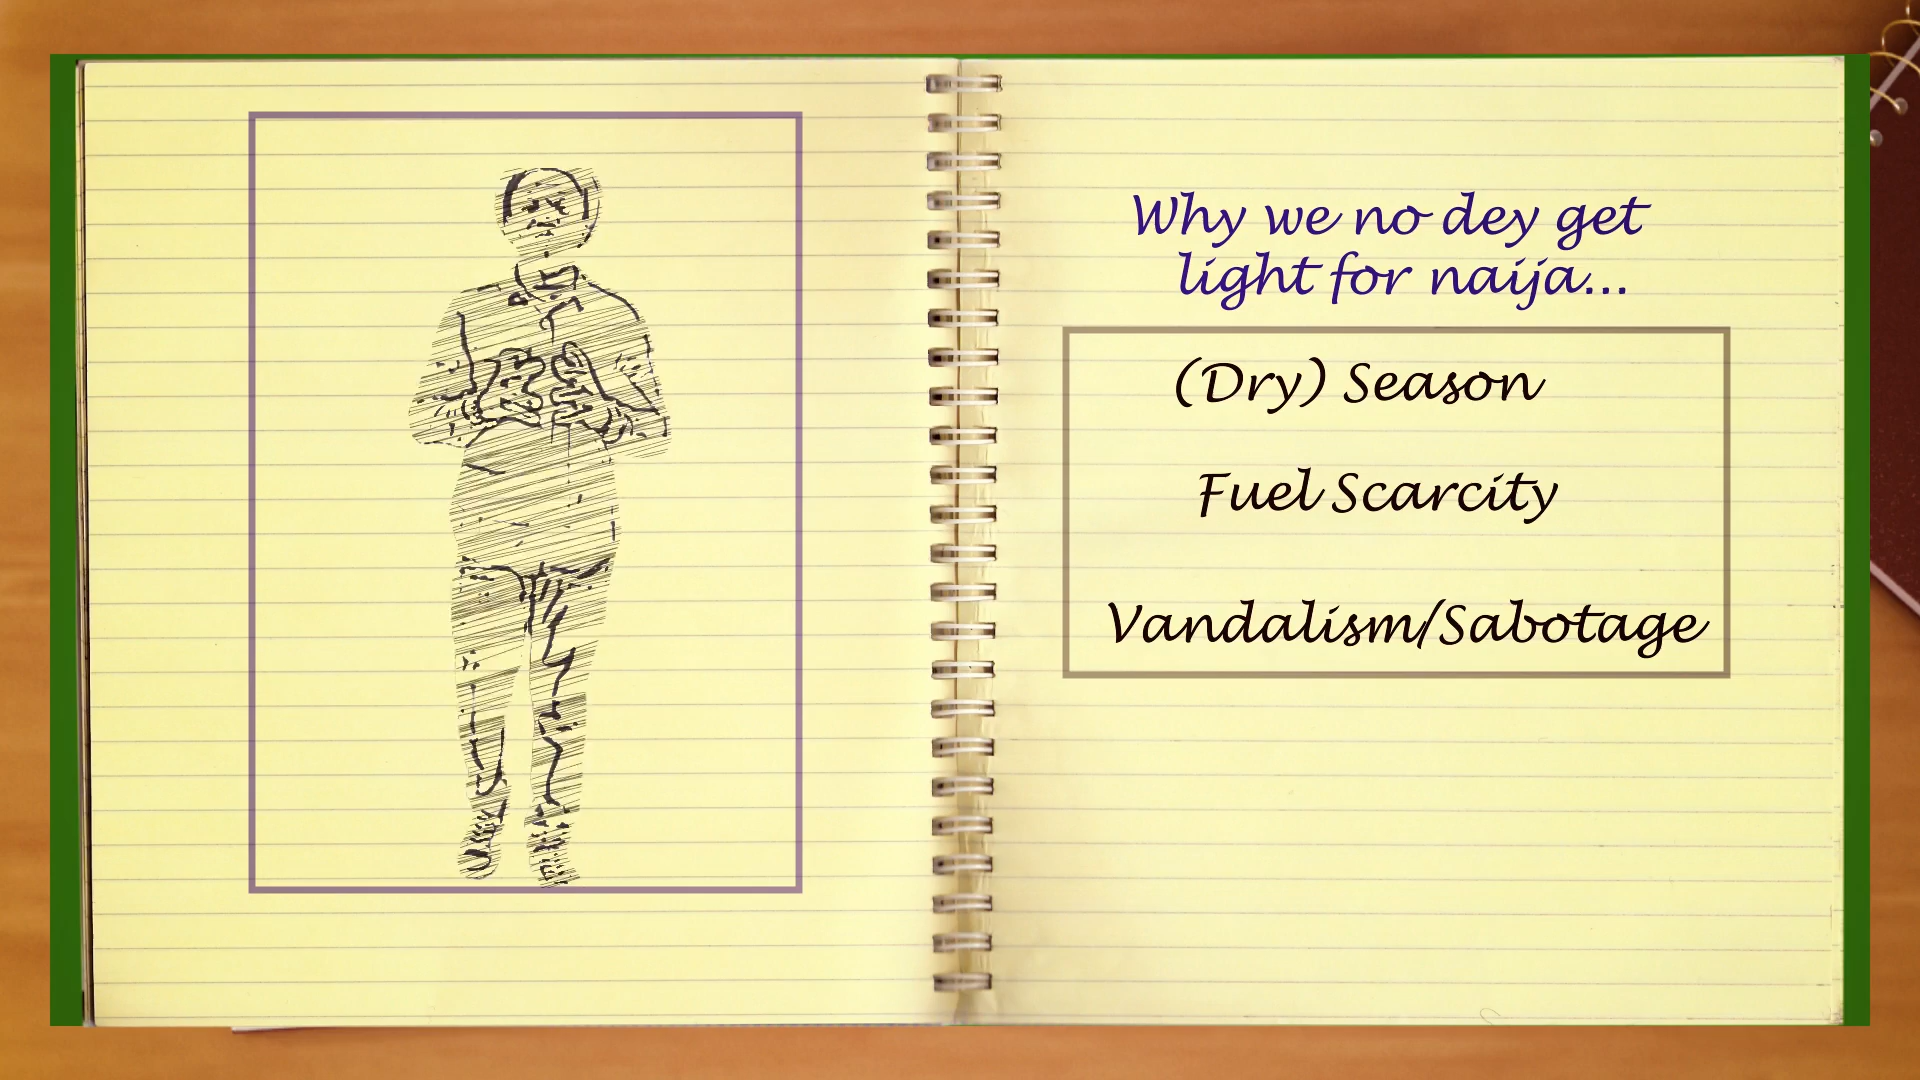 Why we no dey get
light for naija...
(Dry) Season
Fuel Scarcity
Vandalism/Sabotage